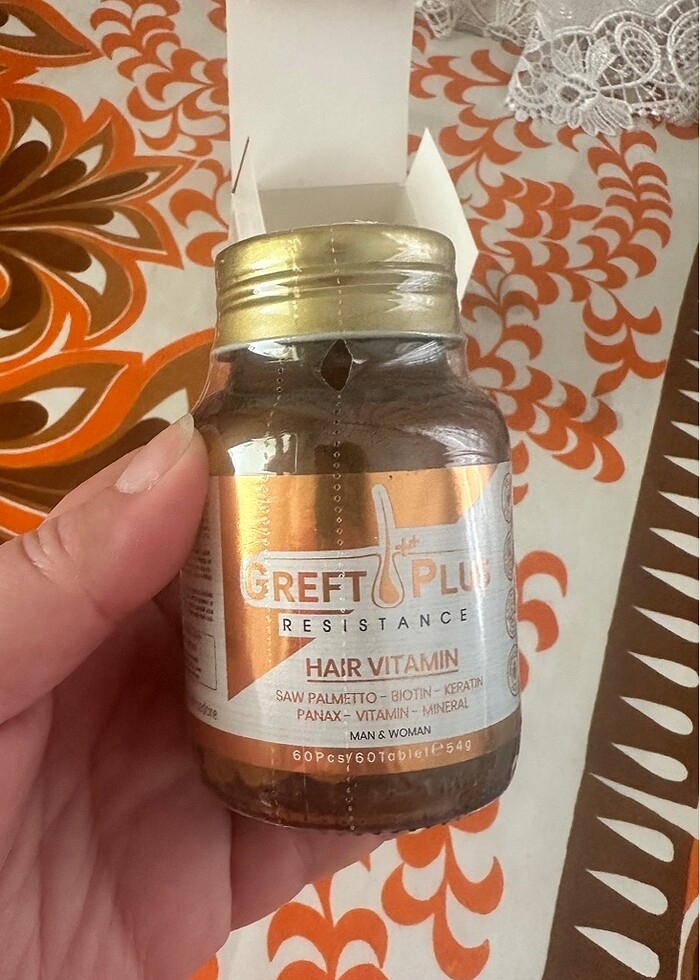 GREFT PLUS
RESISTANCE
HAIR VITAMIN
SAW PALMETTO - BIOTIN - KERATIN
PANAX - VITAMIN - MINERAL
MAN & WOMAN
60Pcs/60Tablet ℮ 54g